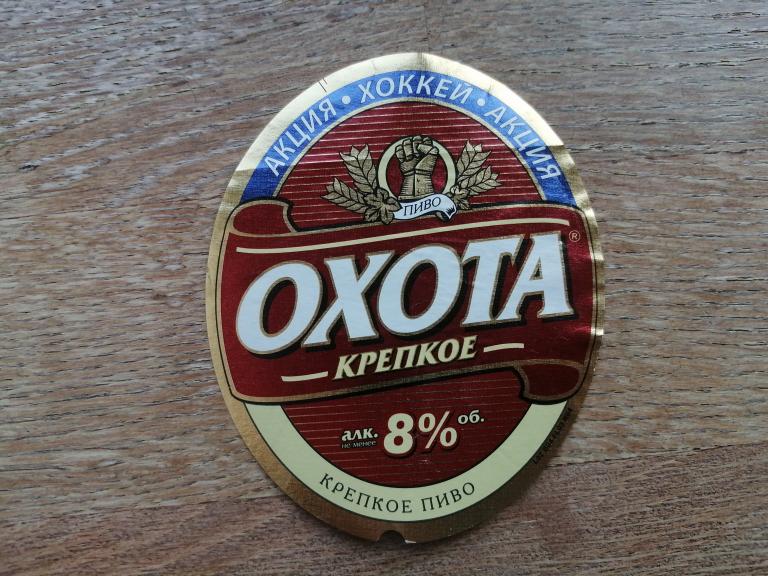 АКЦИЯ • ХОККЕЙ • АКЦИЯ
ПИВО
ОХОТА®
КРЕПКОЕ
алк. не менее 8% об.
КРЕПКОЕ ПИВО